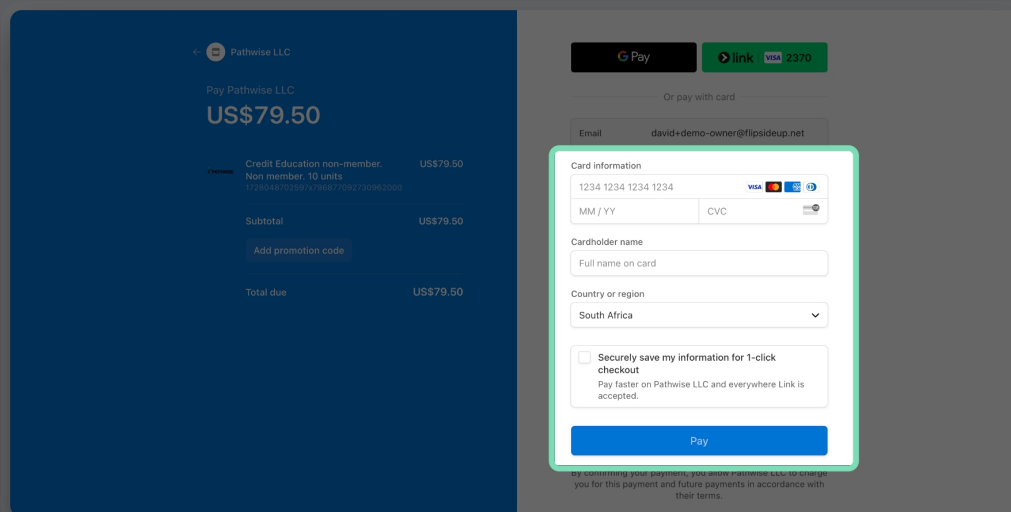 Pathwise LLC
Pay Pathwise LLC
US$79.50
Credit Education non-member. US$79.50
Non member. 10 units
1728048702597x796877092730962000
Subtotal US$79.50
Add promotion code
Total due US$79.50
G Pay
link VISA 2370
Or pay with card
Email david+demo-owner@flipsideup.net
Card information
1234 1234 1234 1234 VISA
MM / YY CVC
Cardholder name
Full name on card
Country or region
South Africa
Securely save my information for 1-click
checkout
Pay faster on Pathwise LLC and everywhere Link is
accepted.
Pay
By confirming your payment, you allow Pathwise LLC to charge
you for this payment and future payments in accordance with
their terms.